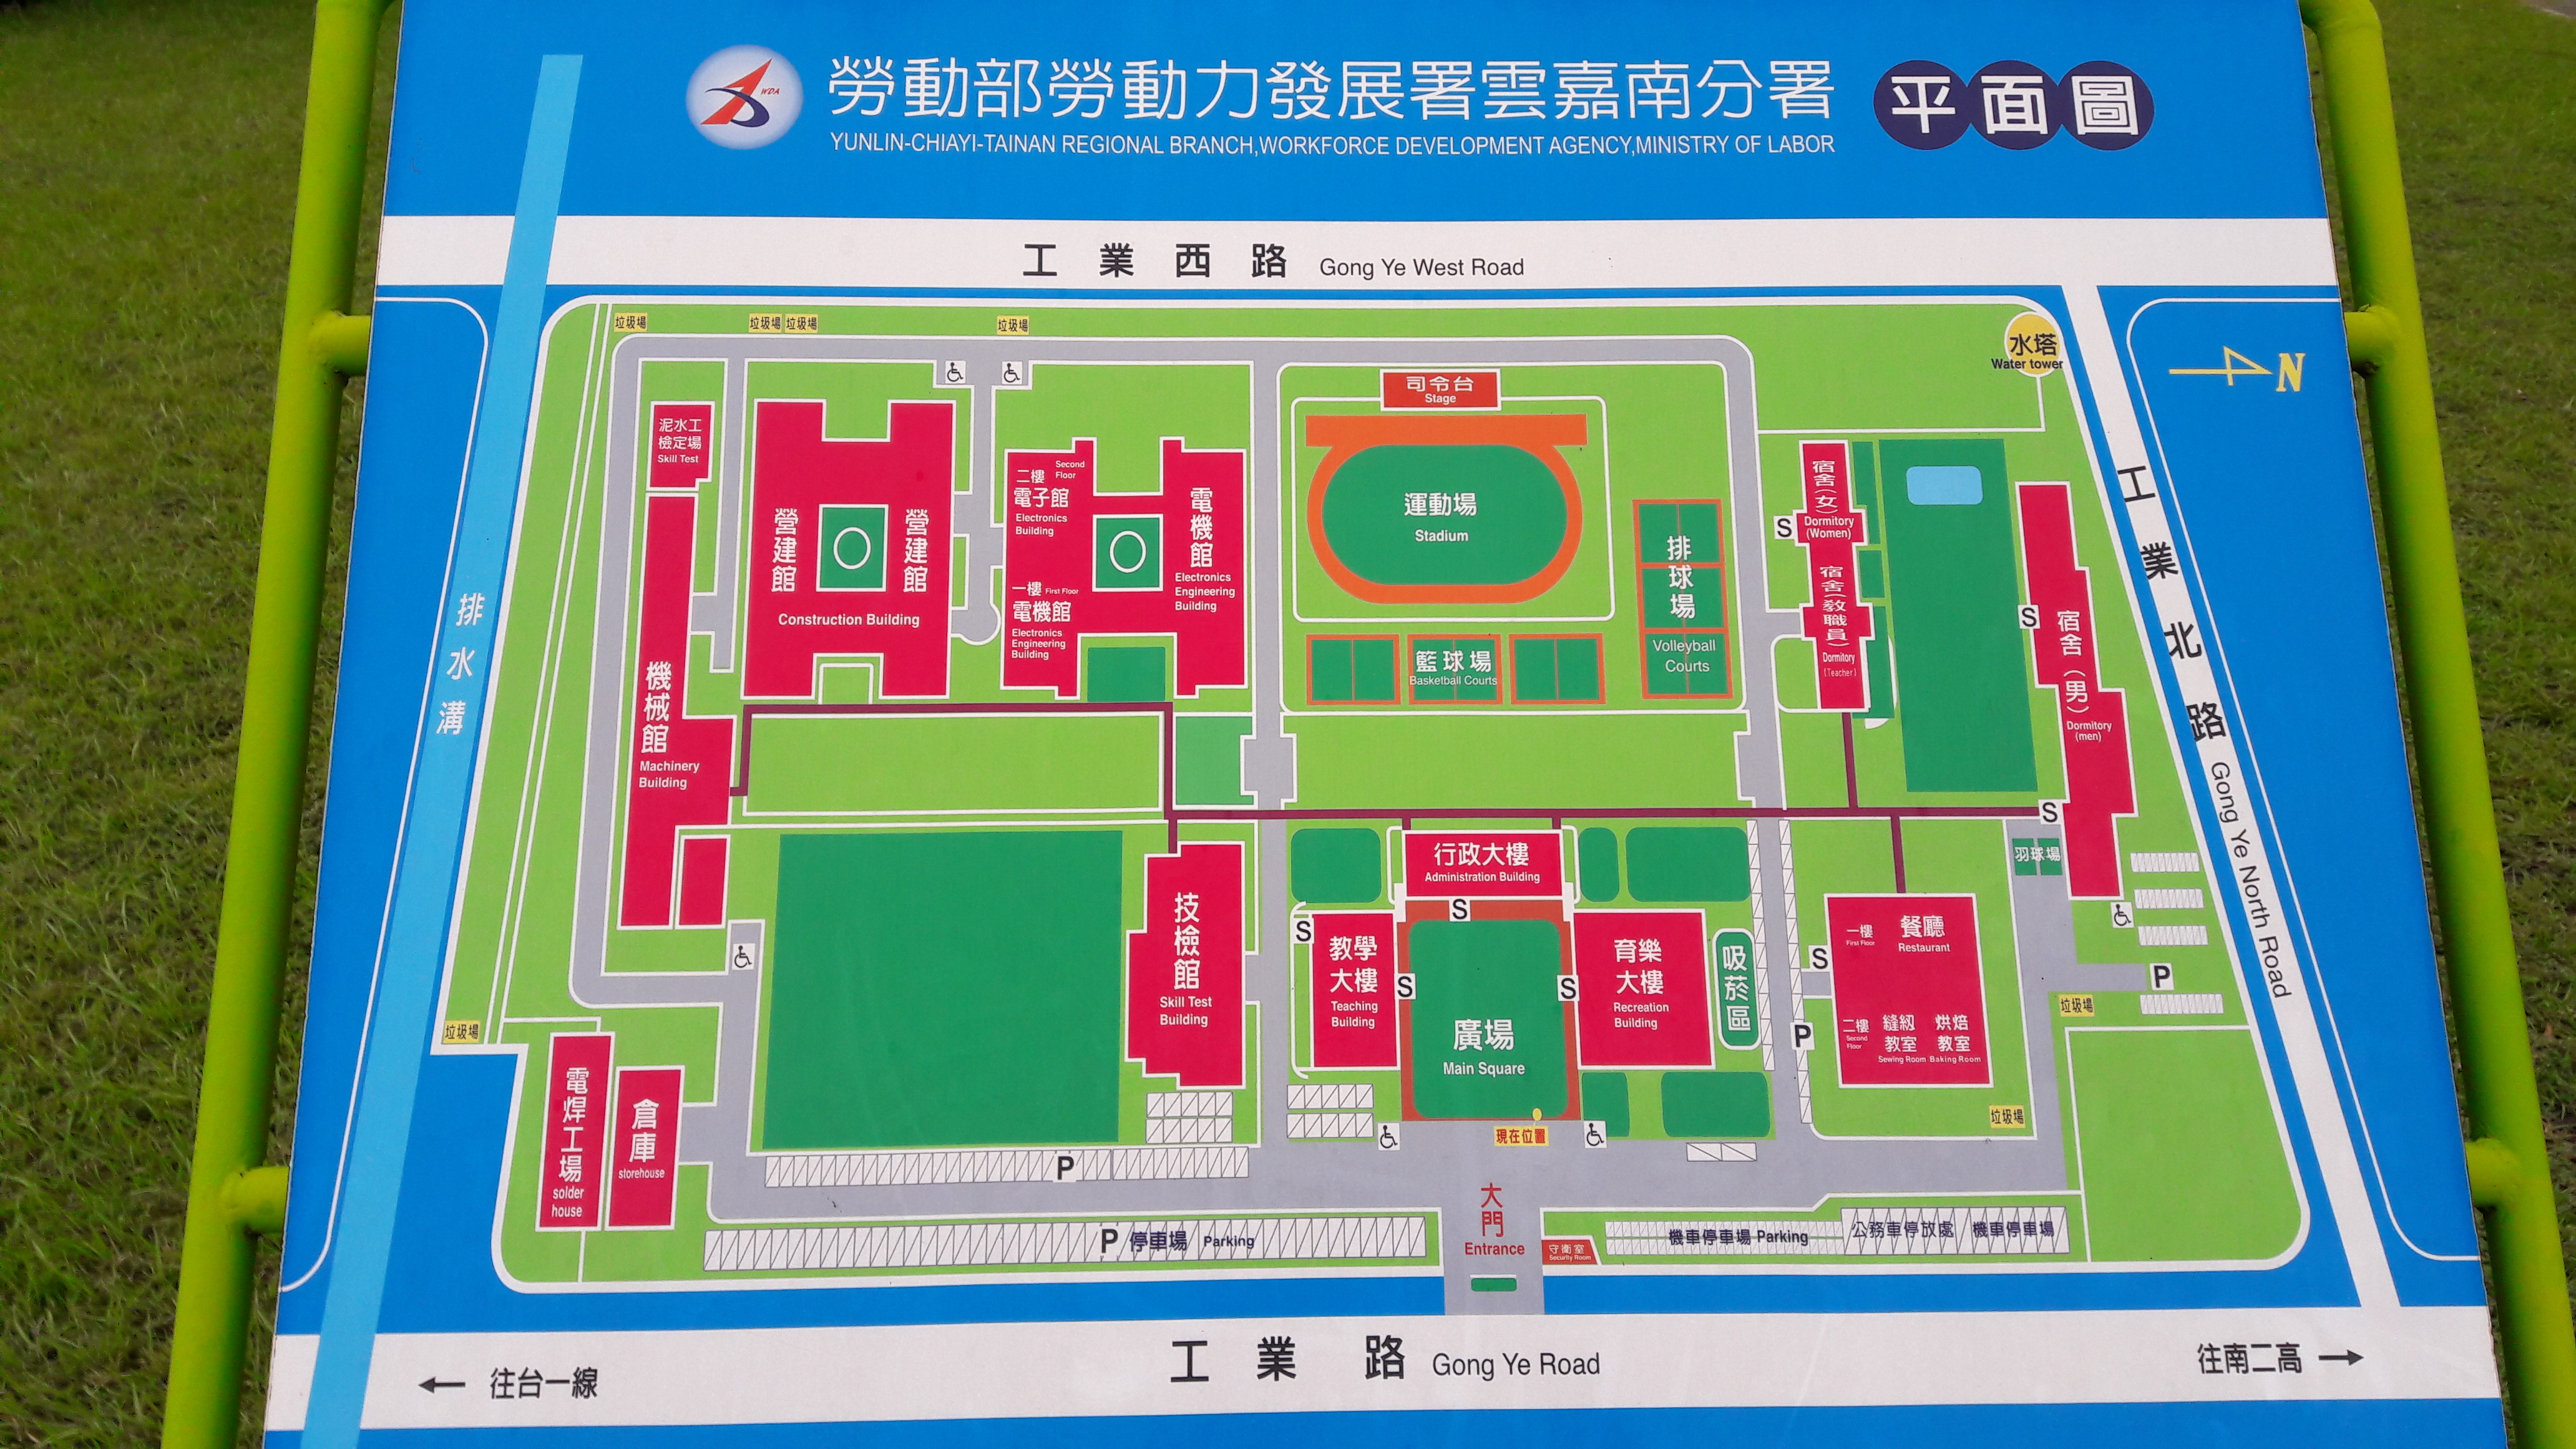 WDA
勞動部勞動力發展署雲嘉南分署
平面圖
YUNLIN-CHIAYI-TAINAN REGIONAL BRANCH,WORKFORCE DEVELOPMENT AGENCY,MINISTRY OF LABOR
工業西路 Gong Ye West Road
垃圾場
垃圾場
垃圾場
垃圾場
水塔
Water tower
N
泥水工
檢定場
Skill Test
營建館
營建館
Construction Building
二樓 Second Floor
電子館
Electronics
Building
一樓 First Floor
電機館
Electronics
Engineering
Building
電機館
Electronics
Engineering
Building
司令台
Stage
運動場
Stadium
籃球場
Basketball Courts
排球場
Volleyball
Courts
宿舍(女)
Dormitory
(Women)
S
宿舍(教職員)
Dormitory
(Teacher)
S
宿舍(男)
Dormitory
(men)
S
工業北路 Gong Ye North Road
排水溝
機械館
Machinery
Building
技檢館
Skill Test
Building
行政大樓
Administration Building
S
S
教學
大樓
Teaching
Building
S
廣場
Main Square
S
育樂
大樓
Recreation
Building
吸菸區
P
S
一樓
First Floor
餐廳
Restaurant
二樓
Second
Floor
縫紉
教室
Sewing Room
烘焙
教室
Baking Room
羽球場
P
垃圾場
垃圾場
垃圾場
電焊工場
solder
house
倉庫
storehouse
P
現在位置
P 停車場 Parking
大門
Entrance
守衛室
Security Room
機車停車場 Parking
公務車停放處
機車停車場
工業路 Gong Ye Road
← 往台一線
往南二高 →